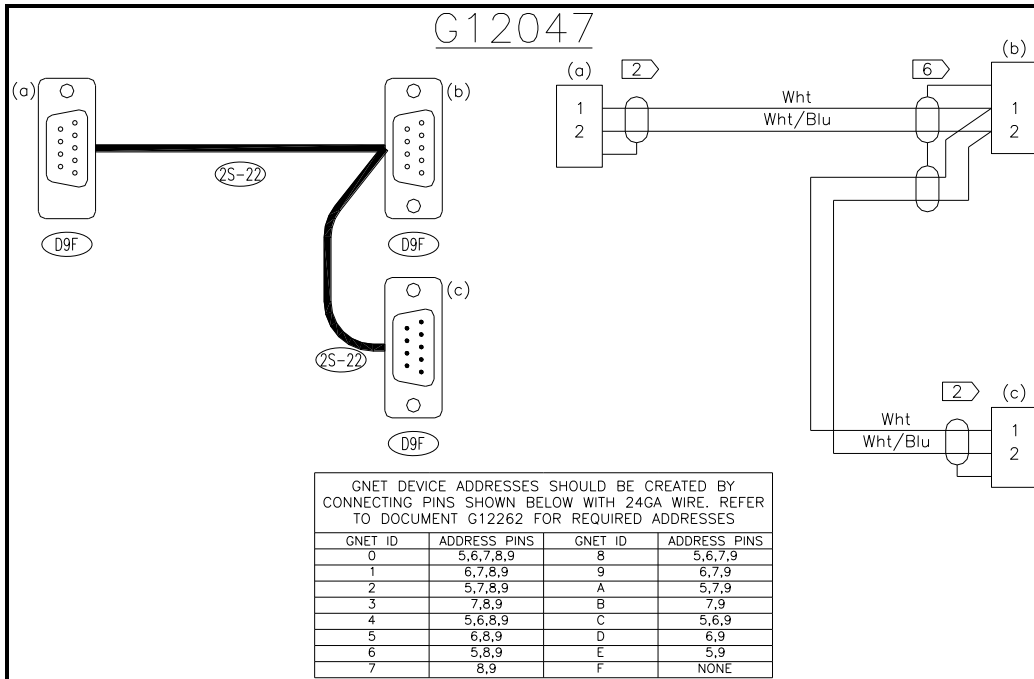 G12047
(a)
(b)
2S-22
D9F
D9F
(c)
2S-22
D9F
(a)
2
6
(b)
1
2
Wht
Wht/Blu
1
2
2
(c)
Wht
Wht/Blu
1
2
GNET DEVICE ADDRESSES SHOULD BE CREATED BY
CONNECTING PINS SHOWN BELOW WITH 24GA WIRE. REFER
TO DOCUMENT G12262 FOR REQUIRED ADDRESSES
GNET ID ADDRESS PINS GNET ID ADDRESS PINS
0 5,6,7,8,9 8 5,6,7,9
1 6,7,8,9 9 6,7,9
2 5,7,8,9 A 5,7,9
3 7,8,9 B 7,9
4 5,6,8,9 C 5,6,9
5 6,8,9 D 6,9
6 5,8,9 E 5,9
7 8,9 F NONE